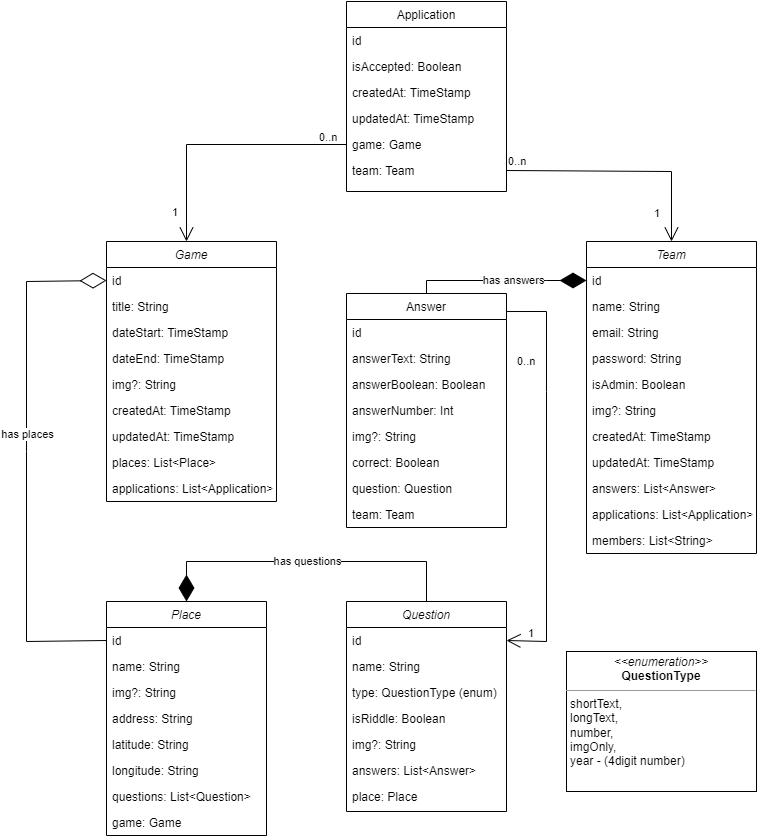 Application
id
isAccepted: Boolean
createdAt: TimeStamp
updatedAt: TimeStamp
game: Game
team: Team
0..n
0..n
1
1
Game
id
title: String
dateStart: TimeStamp
dateEnd: TimeStamp
img?: String
createdAt: TimeStamp
updatedAt: TimeStamp
places: List<Place>
applications: List<Application>
has answers
Answer
id
answerText: String
answerBoolean: Boolean
answerNumber: Int
img?: String
correct: Boolean
question: Question
team: Team
0..n
Team
id
name: String
email: String
password: String
isAdmin: Boolean
img?: String
createdAt: TimeStamp
updatedAt: TimeStamp
answers: List<Answer>
applications: List<Application>
members: List<String>
has places
has questions
Place
id
name: String
img?: String
address: String
latitude: String
longitude: String
questions: List<Question>
game: Game
Question
id
name: String
type: QuestionType (enum)
isRiddle: Boolean
img?: String
answers: List<Answer>
place: Place
1
<<enumeration>>
QuestionType
shortText,
longText,
number,
imgOnly,
year - (4digit number)